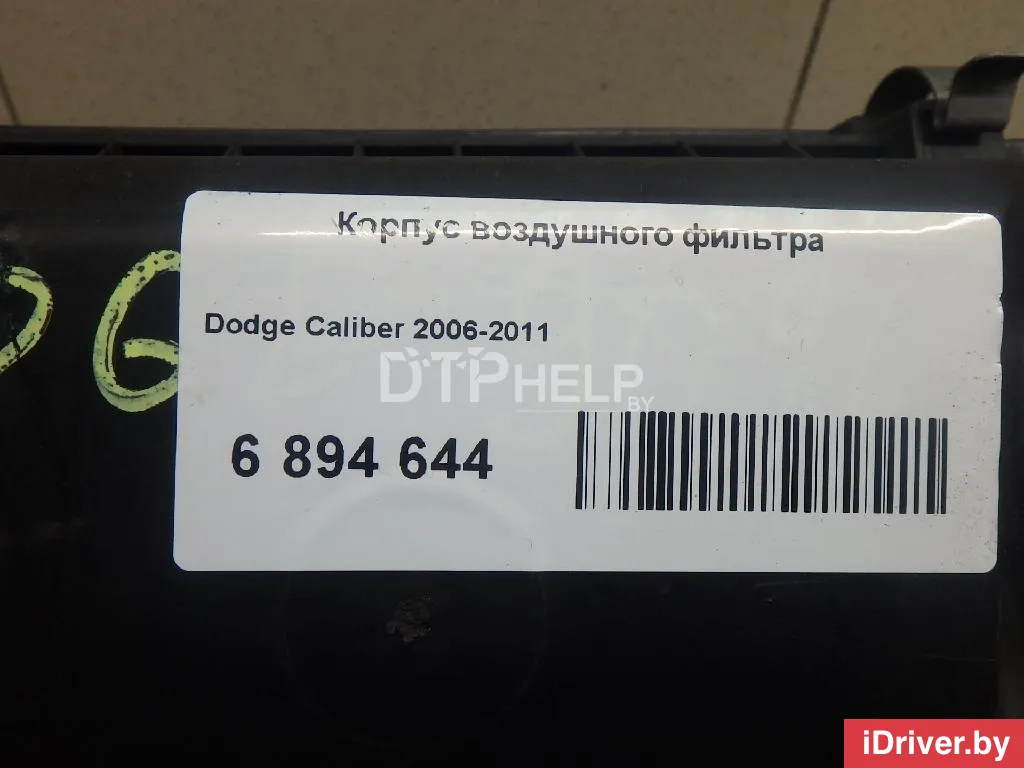 Корпус воздушного фильтра
Dodge Caliber 2006-2011
DTPHELP
BY
6 894 644
iDriver.by